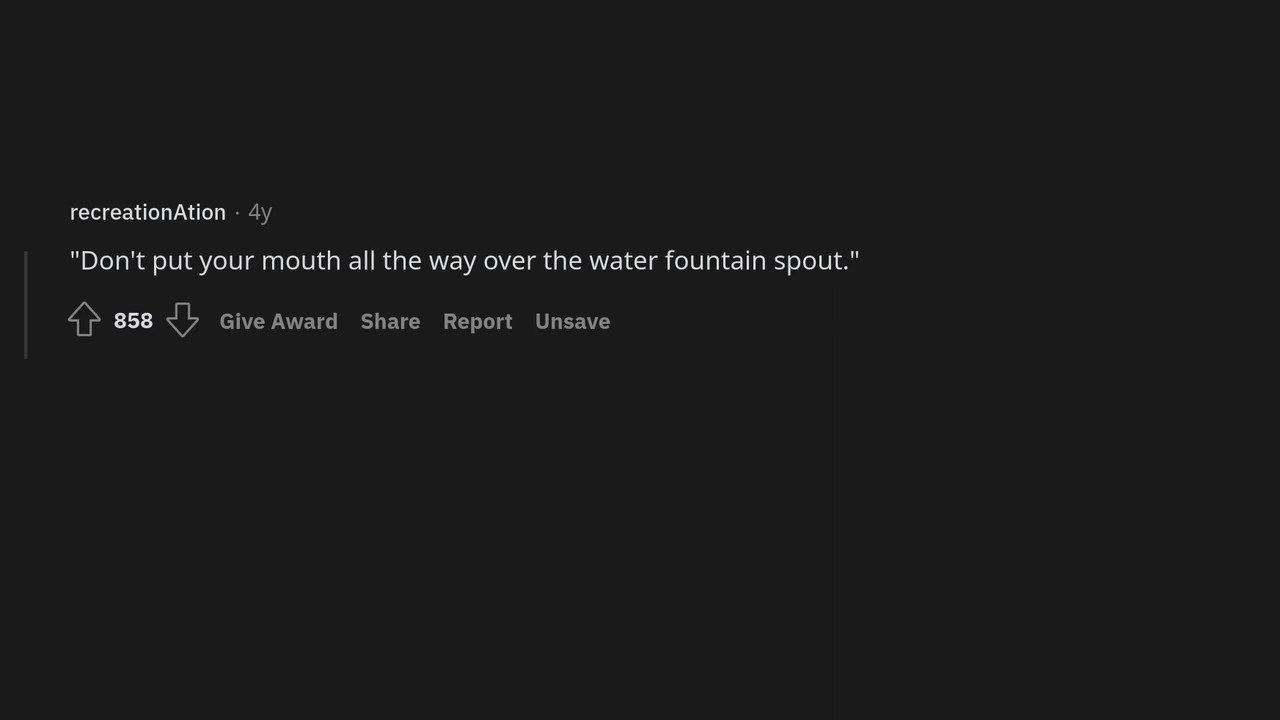 recreationAtion · 4y
"Don't put your mouth all the way over the water fountain spout."
858 Give Award Share Report Unsave